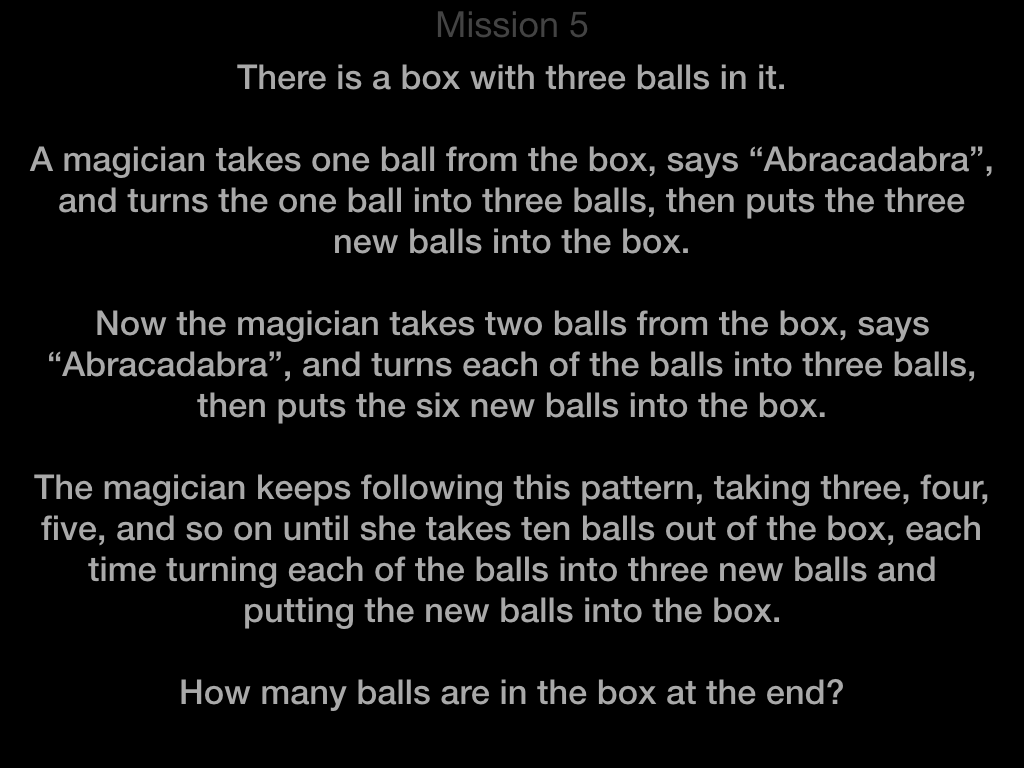 Mission 5
There is a box with three balls in it.
A magician takes one ball from the box, says “Abracadabra”,
and turns the one ball into three balls, then puts the three
new balls into the box.
Now the magician takes two balls from the box, says
“Abracadabra”, and turns each of the balls into three balls,
then puts the six new balls into the box.
The magician keeps following this pattern, taking three, four,
five, and so on until she takes ten balls out of the box, each
time turning each of the balls into three new balls and
putting the new balls into the box.
How many balls are in the box at the end?